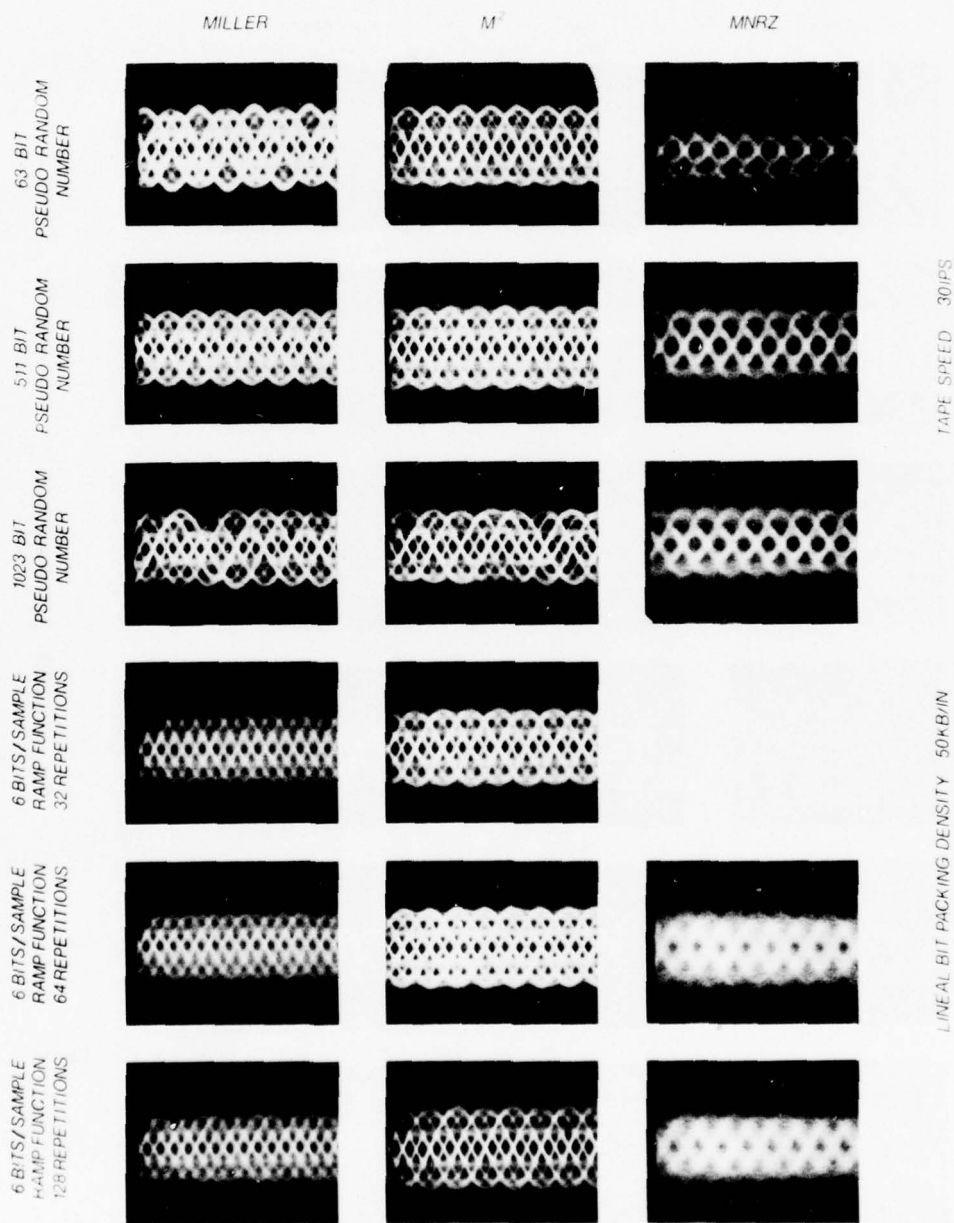 MILLER
M²
MNRZ
63 BIT
PSEUDO RANDOM
NUMBER
511 BIT
PSEUDO RANDOM
NUMBER
1023 BIT
PSEUDO RANDOM
NUMBER
6 BITS/SAMPLE
RAMP FUNCTION
32 REPETITIONS
6 BITS/SAMPLE
RAMP FUNCTION
64 REPETITIONS
6 BITS/SAMPLE
RAMP FUNCTION
128 REPETITIONS
LINEAL BIT PACKING DENSITY 50KB/IN
TAPE SPEED 30IPS